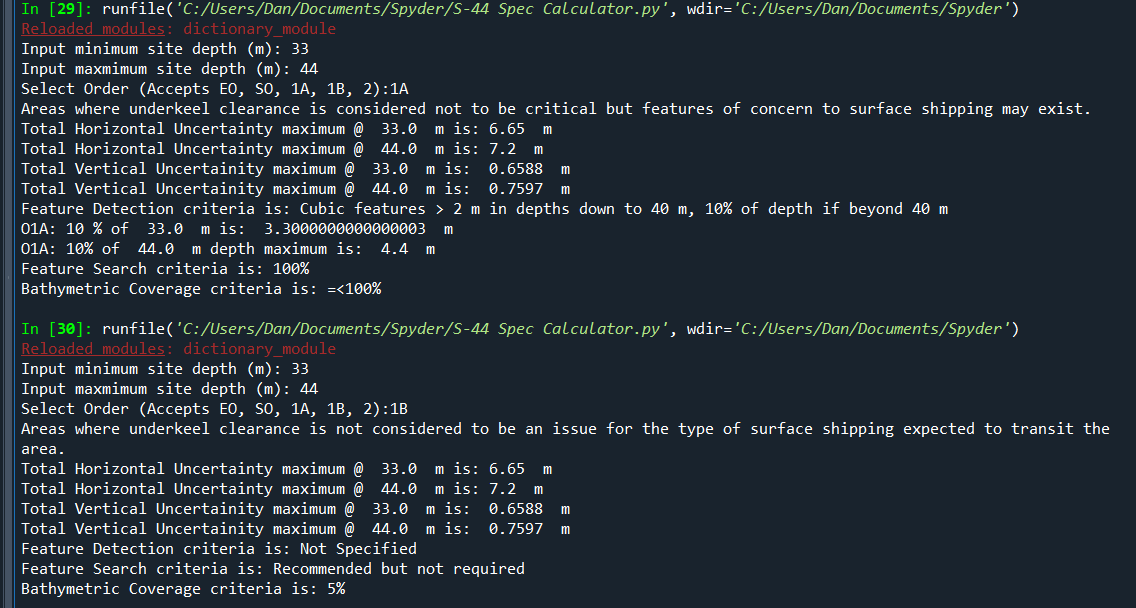 In [29]: runfile('C:/Users/Dan/Documents/Spyder/S-44 Spec Calculator.py', wdir='C:/Users/Dan/Documents/Spyder')
Reloaded modules: dictionary_module
Input minimum site depth (m): 33
Input maxmimum site depth (m): 44
Select Order (Accepts EO, SO, 1A, 1B, 2):1A
Areas where underkeel clearance is considered not to be critical but features of concern to surface shipping may exist.
Total Horizontal Uncertainty maximum @  33.0  m is: 6.65  m
Total Horizontal Uncertainty maximum @  44.0  m is: 7.2  m
Total Vertical Uncertainity maximum @  33.0  m is:  0.6588  m
Total Vertical Uncertainity maximum @  44.0  m is:  0.7597  m
Feature Detection criteria is: Cubic features > 2 m in depths down to 40 m, 10% of depth if beyond 40 m
O1A: 10 % of  33.0  m is:  3.3000000000000003  m
O1A: 10% of  44.0  m depth maximum is:  4.4  m
Feature Search criteria is: 100%
Bathymetric Coverage criteria is: =<100%
In [30]: runfile('C:/Users/Dan/Documents/Spyder/S-44 Spec Calculator.py', wdir='C:/Users/Dan/Documents/Spyder')
Reloaded modules: dictionary_module
Input minimum site depth (m): 33
Input maxmimum site depth (m): 44
Select Order (Accepts EO, SO, 1A, 1B, 2):1B
Areas where underkeel clearance is not considered to be an issue for the type of surface shipping expected to transit the
area.
Total Horizontal Uncertainty maximum @  33.0  m is: 6.65  m
Total Horizontal Uncertainty maximum @  44.0  m is: 7.2  m
Total Vertical Uncertainity maximum @  33.0  m is:  0.6588  m
Total Vertical Uncertainity maximum @  44.0  m is:  0.7597  m
Feature Detection criteria is: Not Specified
Feature Search criteria is: Recommended but not required
Bathymetric Coverage criteria is: 5%